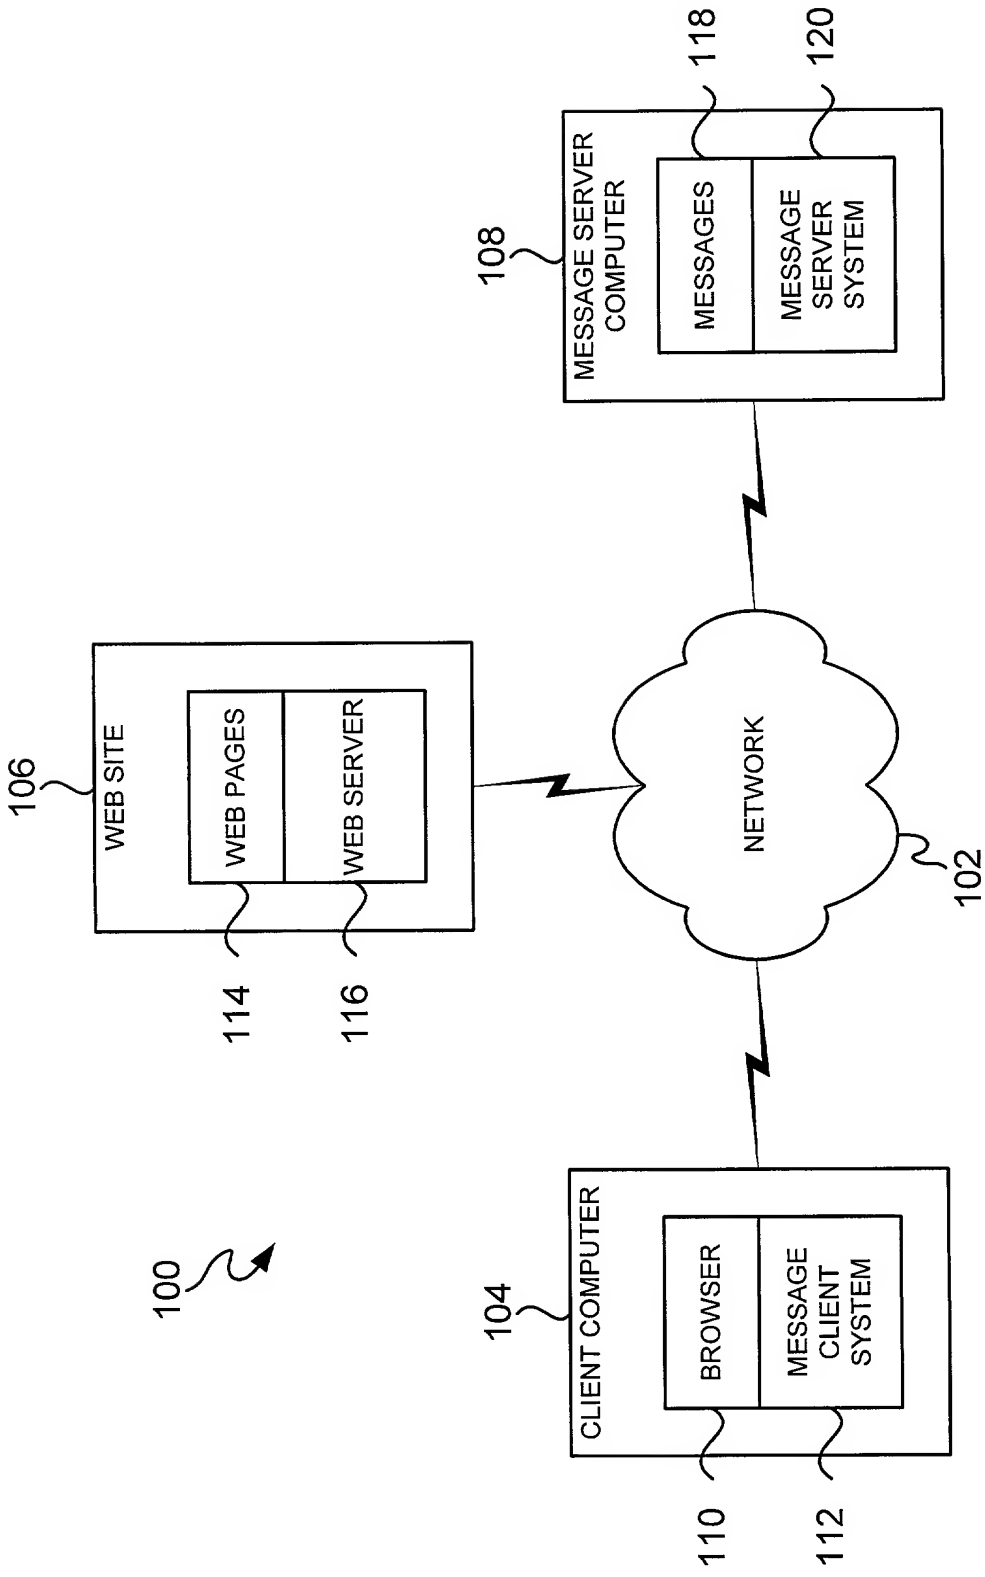 106
WEB SITE
WEB PAGES
WEB SERVER
114
116
100
104
CLIENT COMPUTER
BROWSER
MESSAGE
CLIENT
SYSTEM
110
112
NETWORK
102
108
MESSAGE SERVER
COMPUTER
MESSAGES
MESSAGE
SERVER
SYSTEM
118
120